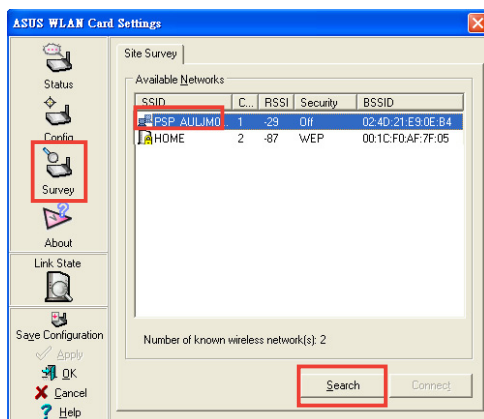 ASUS WLAN Card Settings
Status
Config
Survey
About
Link State
Save Configuration
Apply
OK
Cancel
Help
Site Survey
Available Networks
SSID C... RSSI Security BSSID
PSP_AULJM0... 1 -29 Off 02:4D:21:E9:0E:B4
HOME 2 -87 WEP 00:1C:F0:AF:7F:05
Number of known wireless network(s): 2
Search Connect